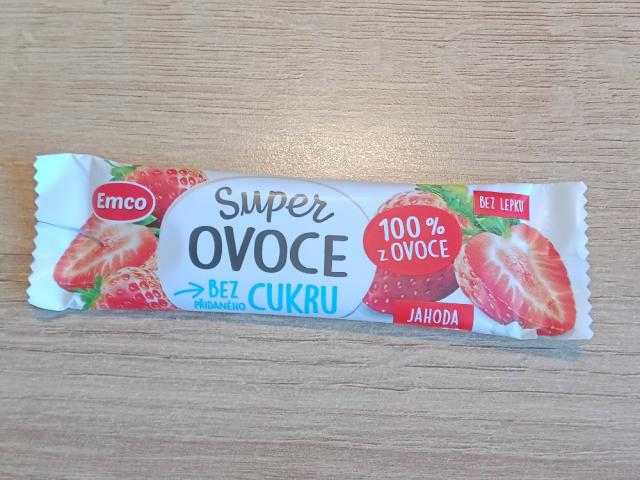 Emco
Super
OVOCE
→ BEZ
PŘIDANÉHO
CUKRU
100 %
Z OVOCE
BEZ LEPKU
JAHODA